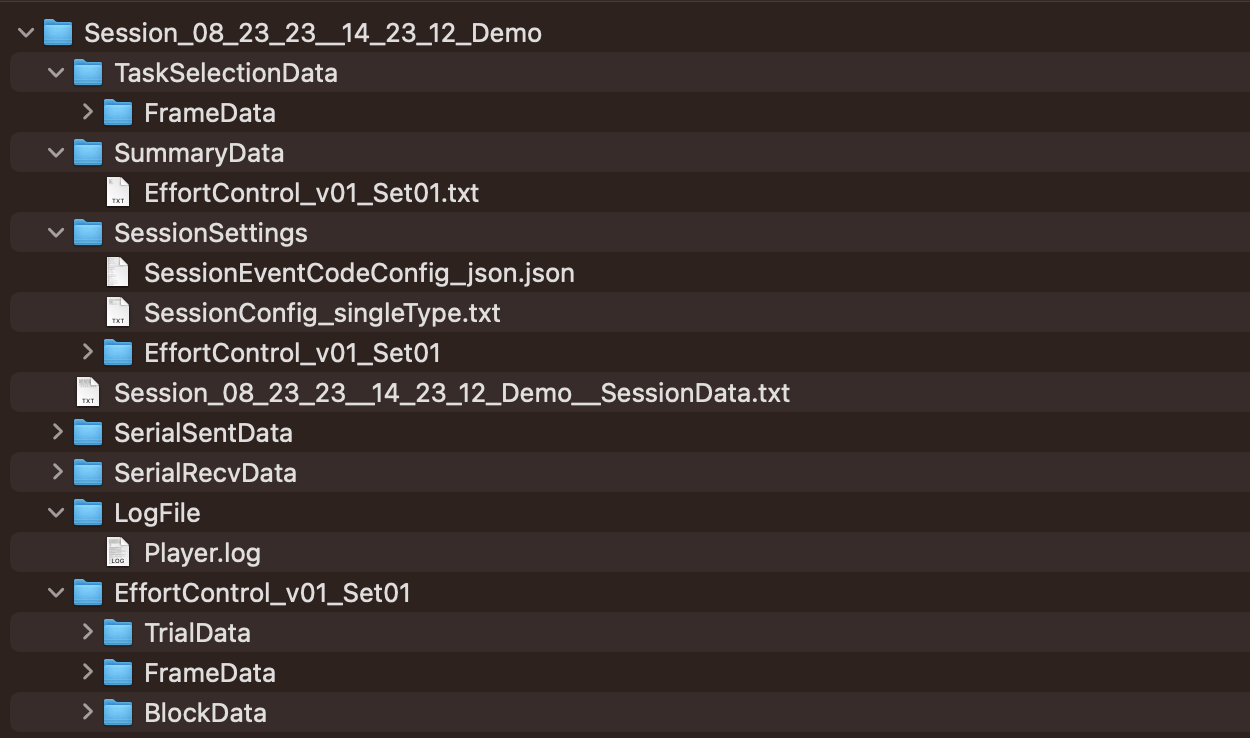 Session_08_23_23__14_23_12_Demo
TaskSelectionData
FrameData
SummaryData
EffortControl_v01_Set01.txt
SessionSettings
SessionEventCodeConfig_json.json
SessionConfig_singleType.txt
EffortControl_v01_Set01
Session_08_23_23__14_23_12_Demo__SessionData.txt
SerialSentData
SerialRecvData
LogFile
Player.log
EffortControl_v01_Set01
TrialData
FrameData
BlockData